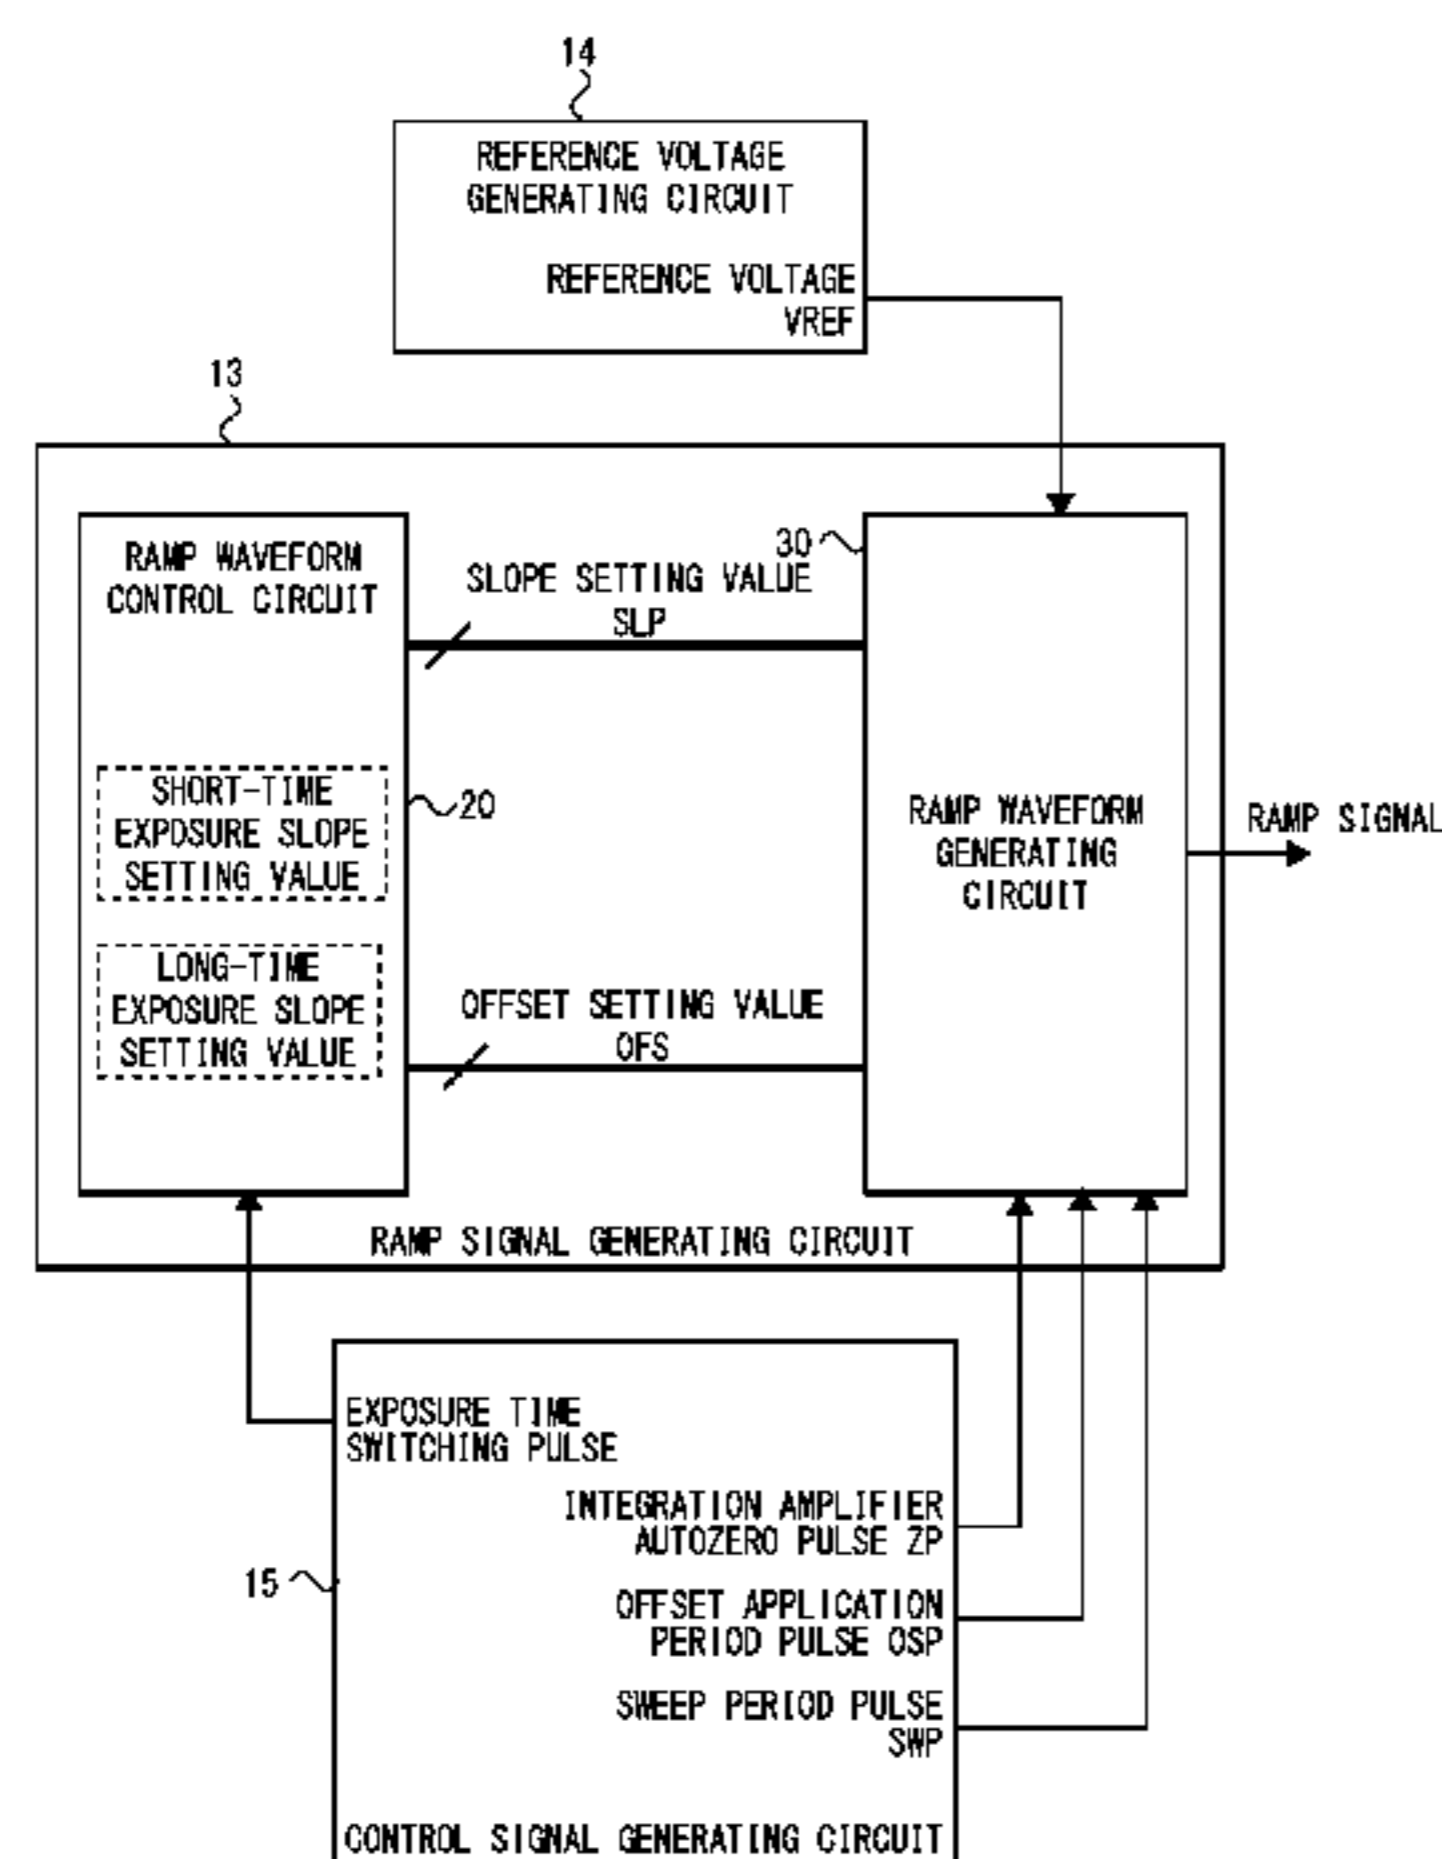 14
REFERENCE VOLTAGE
GENERATING CIRCUIT
REFERENCE VOLTAGE
VREF
13
RAMP WAVEFORM
CONTROL CIRCUIT
SLOPE SETTING VALUE
SLP
30
SHORT-TIME
EXPOSURE SLOPE
SETTING VALUE
20
RAMP WAVEFORM
GENERATING
CIRCUIT
RAMP SIGNAL
LONG-TIME
EXPOSURE SLOPE
SETTING VALUE
OFFSET SETTING VALUE
OFS
RAMP SIGNAL GENERATING CIRCUIT
EXPOSURE TIME
SWITCHING PULSE
INTEGRATION AMPLIFIER
AUTOZERO PULSE ZP
15
OFFSET APPLICATION
PERIOD PULSE OSP
SWEEP PERIOD PULSE
SWP
CONTROL SIGNAL GENERATING CIRCUIT